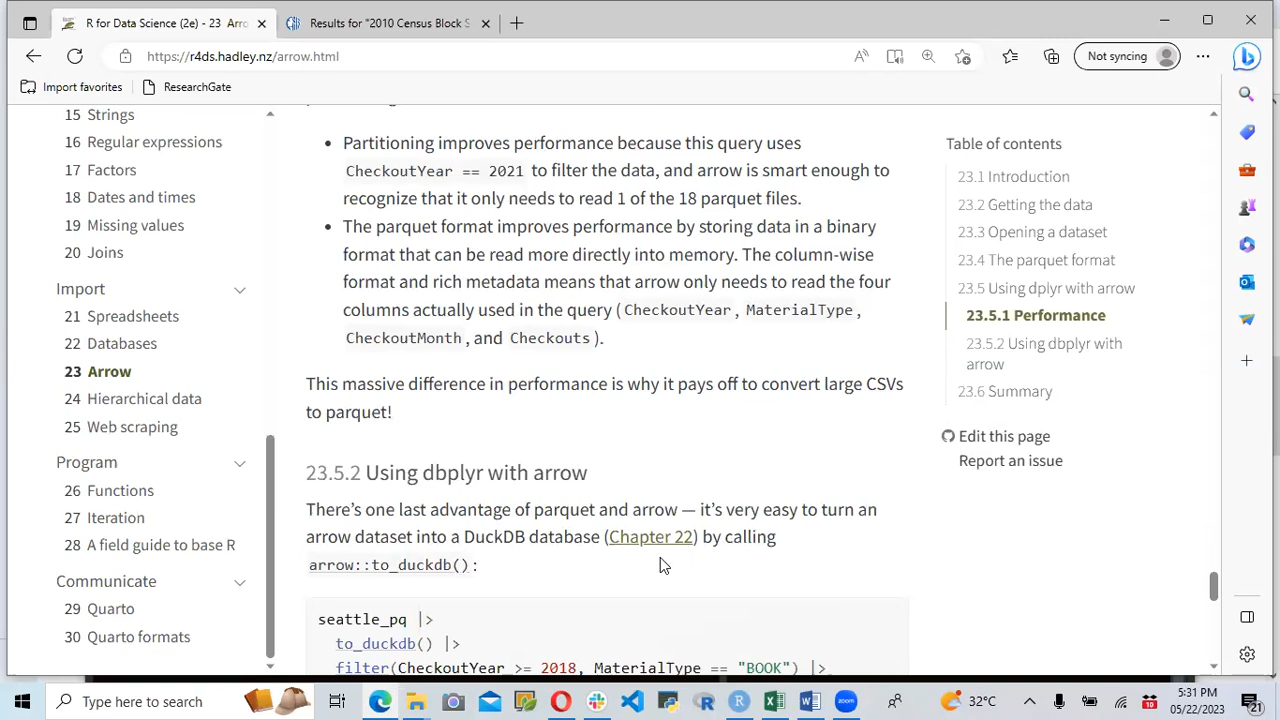 R for Data Science (2e) - 23 Arro
Results for "2010 Census Block S
https://r4ds.hadley.nz/arrow.html
Not syncing
Import favorites
ResearchGate
15 Strings
16 Regular expressions
17 Factors
18 Dates and times
19 Missing values
20 Joins
Import
21 Spreadsheets
22 Databases
23 Arrow
24 Hierarchical data
25 Web scraping
Program
26 Functions
27 Iteration
28 A field guide to base R
Communicate
29 Quarto
30 Quarto formats
• Partitioning improves performance because this query uses
CheckoutYear == 2021 to filter the data, and arrow is smart enough to
recognize that it only needs to read 1 of the 18 parquet files.
• The parquet format improves performance by storing data in a binary
format that can be read more directly into memory. The column-wise
format and rich metadata means that arrow only needs to read the four
columns actually used in the query (CheckoutYear, MaterialType,
CheckoutMonth, and Checkouts).
This massive difference in performance is why it pays off to convert large CSVs
to parquet!
23.5.2 Using dbplyr with arrow
There's one last advantage of parquet and arrow — it's very easy to turn an
arrow dataset into a DuckDB database (Chapter 22) by calling
arrow::to_duckdb():
seattle_pq |>
to_duckdb() |>
filter(CheckoutYear >= 2018, MaterialType == "BOOK") |>
Table of contents
23.1 Introduction
23.2 Getting the data
23.3 Opening a dataset
23.4 The parquet format
23.5 Using dplyr with arrow
23.5.1 Performance
23.5.2 Using dbplyr with
arrow
23.6 Summary
Edit this page
Report an issue
Type here to search
32°C
5:31 PM
05/22/2023
21